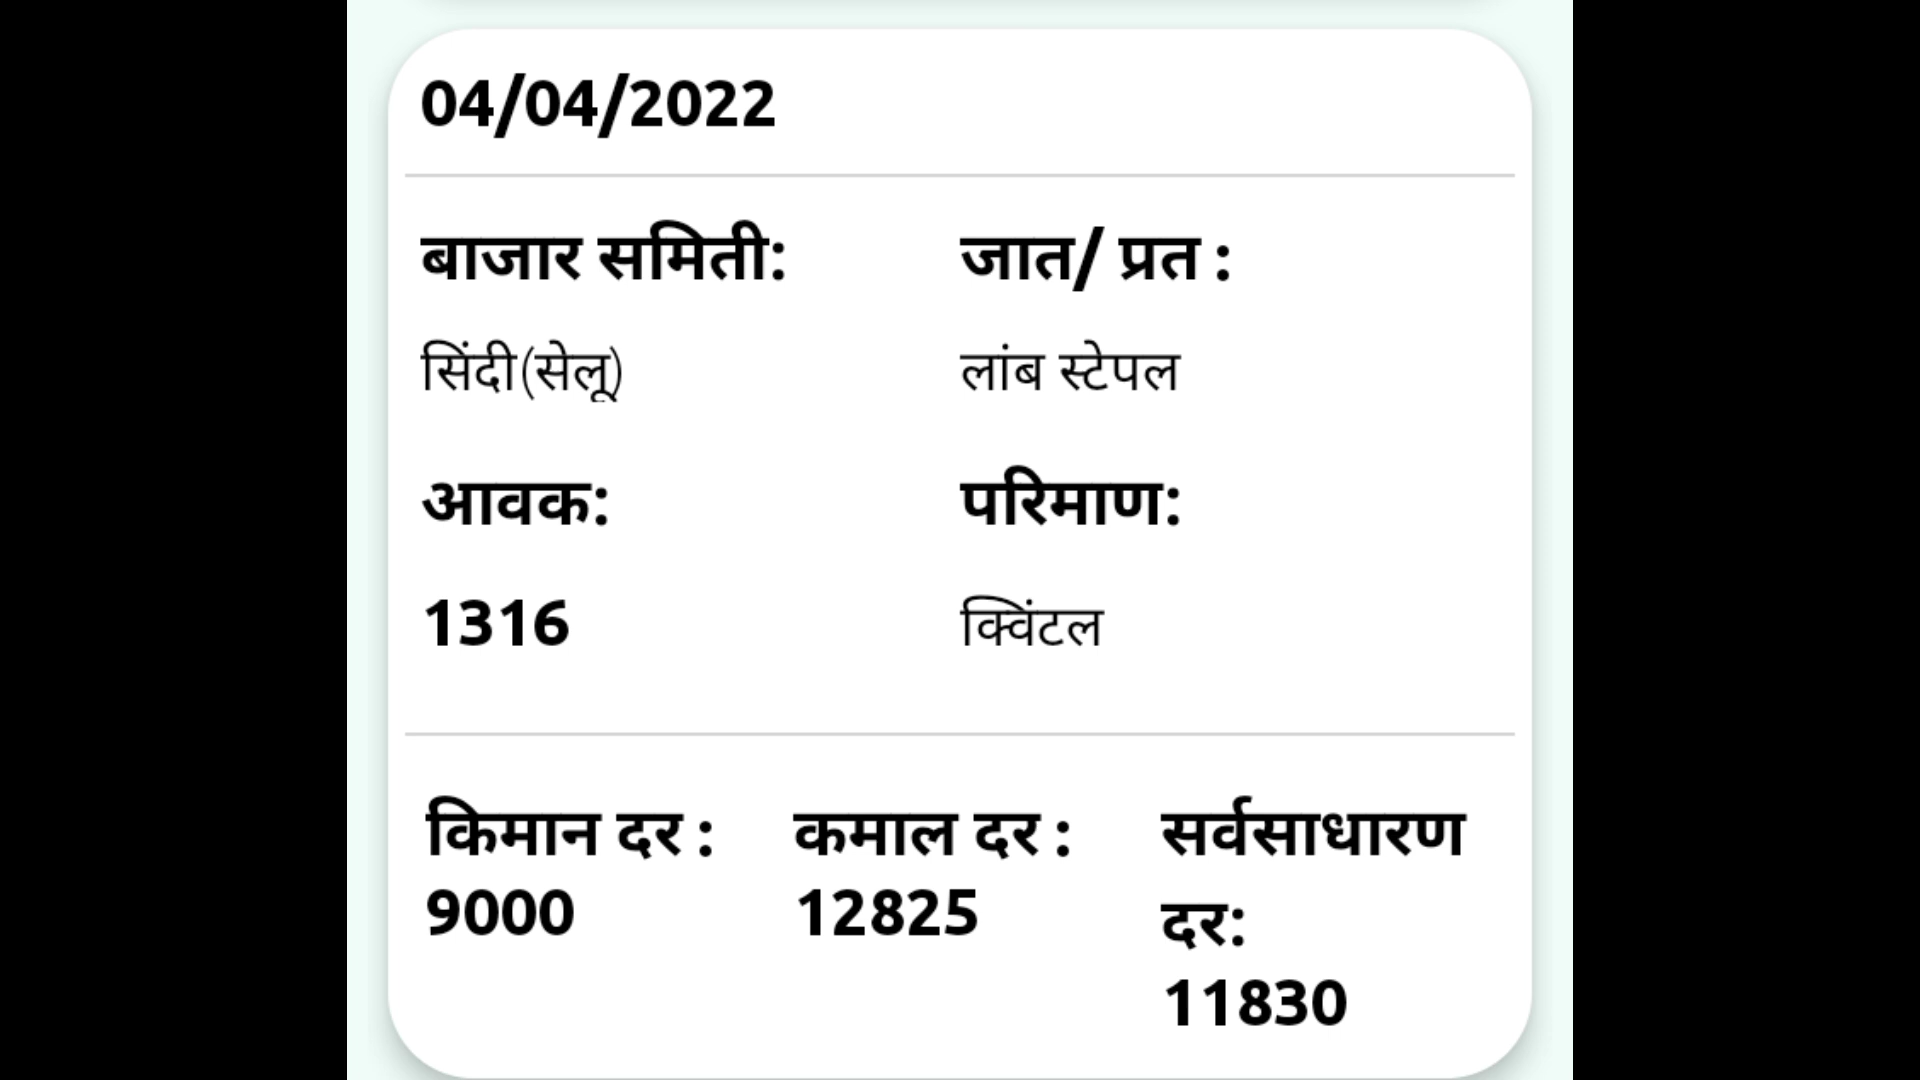 04/04/2022
बाजार समिती: जात/ प्रत :
सिंदी(सेलू) लांब स्टेपल
आवक: परिमाण:
1316 क्विंटल
किमान दर : कमाल दर : सर्वसाधारण
9000 12825 दर:
11830